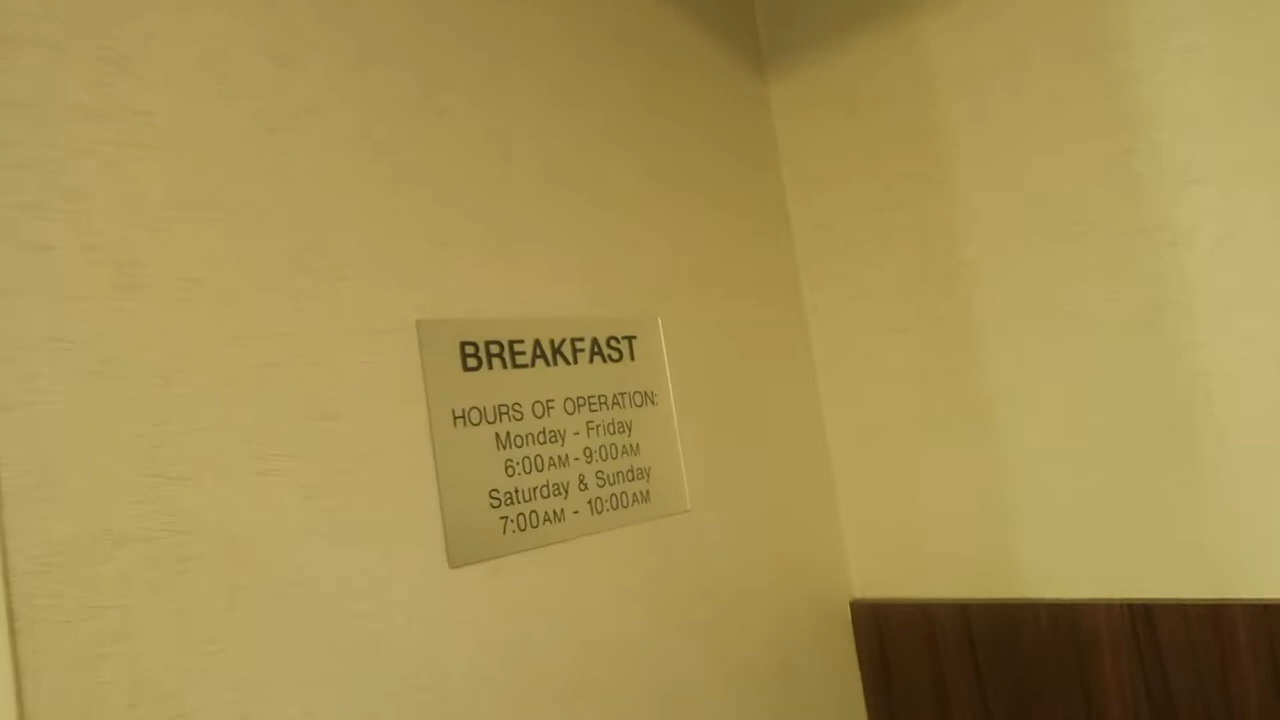 BREAKFAST
HOURS OF OPERATION:
Monday - Friday
6:00AM - 9:00AM
Saturday & Sunday
7:00AM - 10:00AM